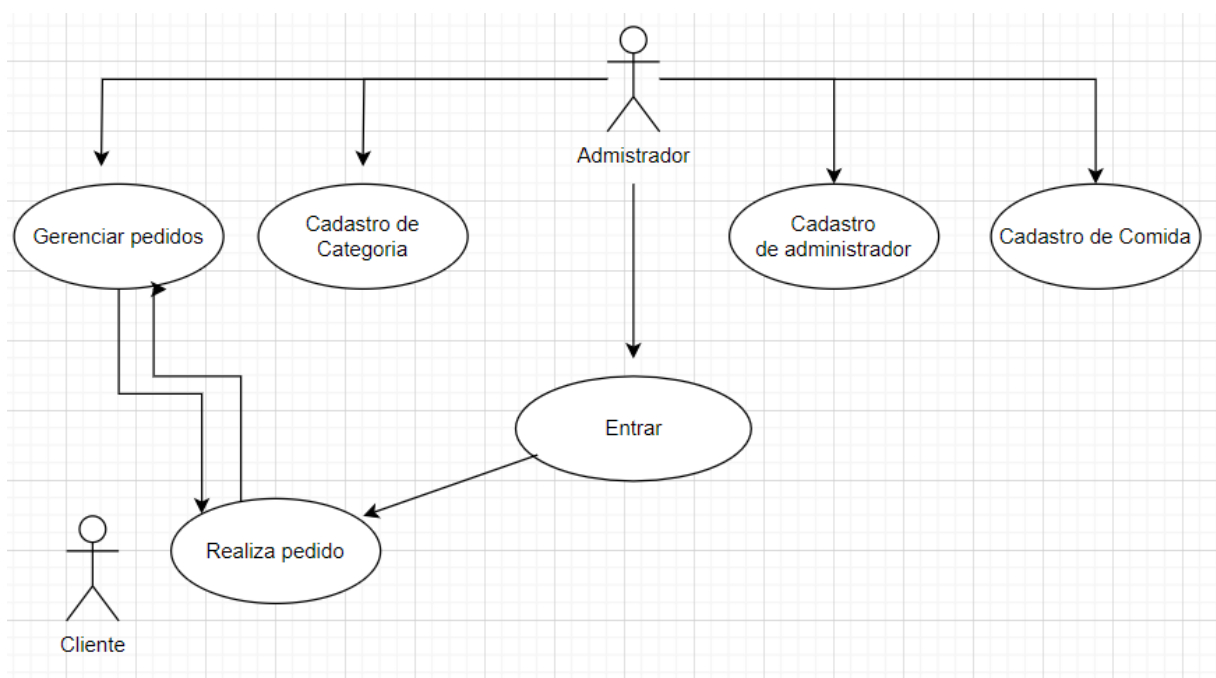 Admistrador
Gerenciar pedidos
Cadastro de
Categoria
Cadastro
de administrador
Cadastro de Comida
Entrar
Realiza pedido
Cliente